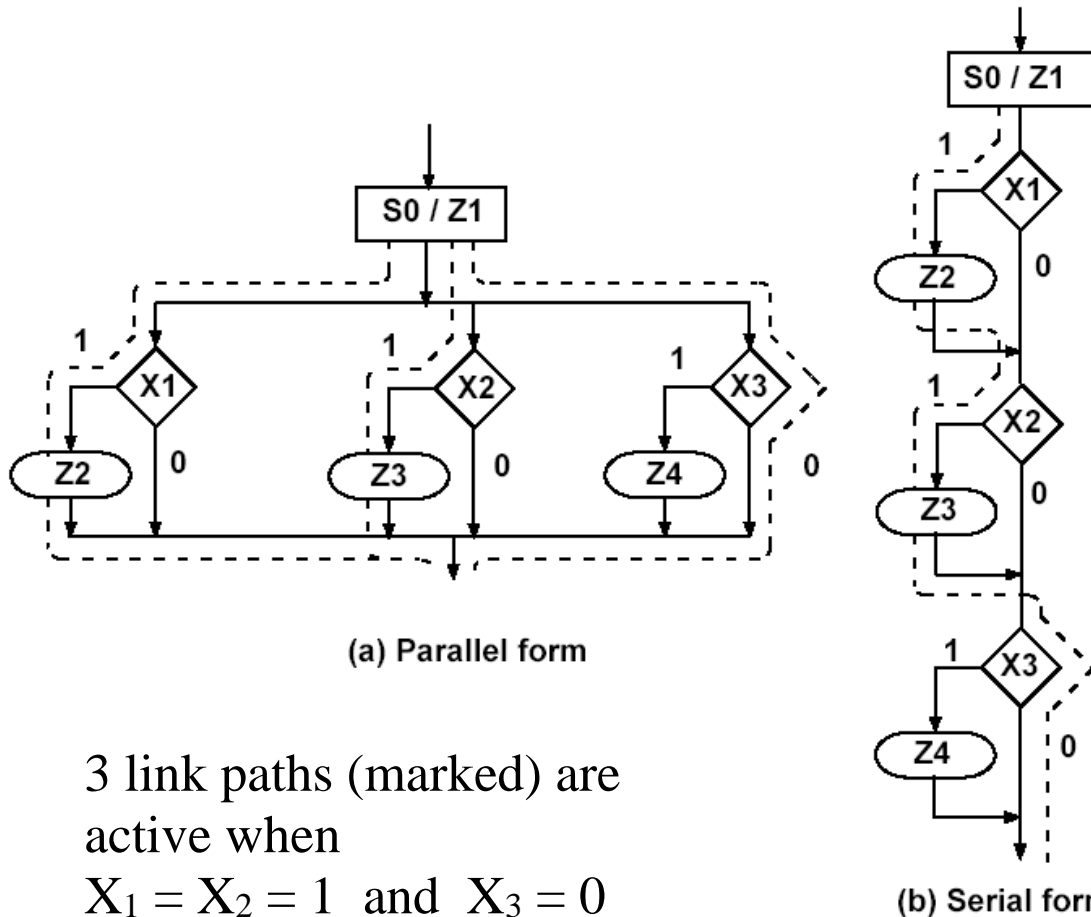 S0 / Z1
1
X1
0
Z2
1
X2
0
Z3
1
X3
0
Z4
(a) Parallel form
3 link paths (marked) are
active when
X₁ = X₂ = 1 and X₃ = 0
S0 / Z1
1
X1
0
Z2
1
X2
0
Z3
1
X3
0
Z4
(b) Serial